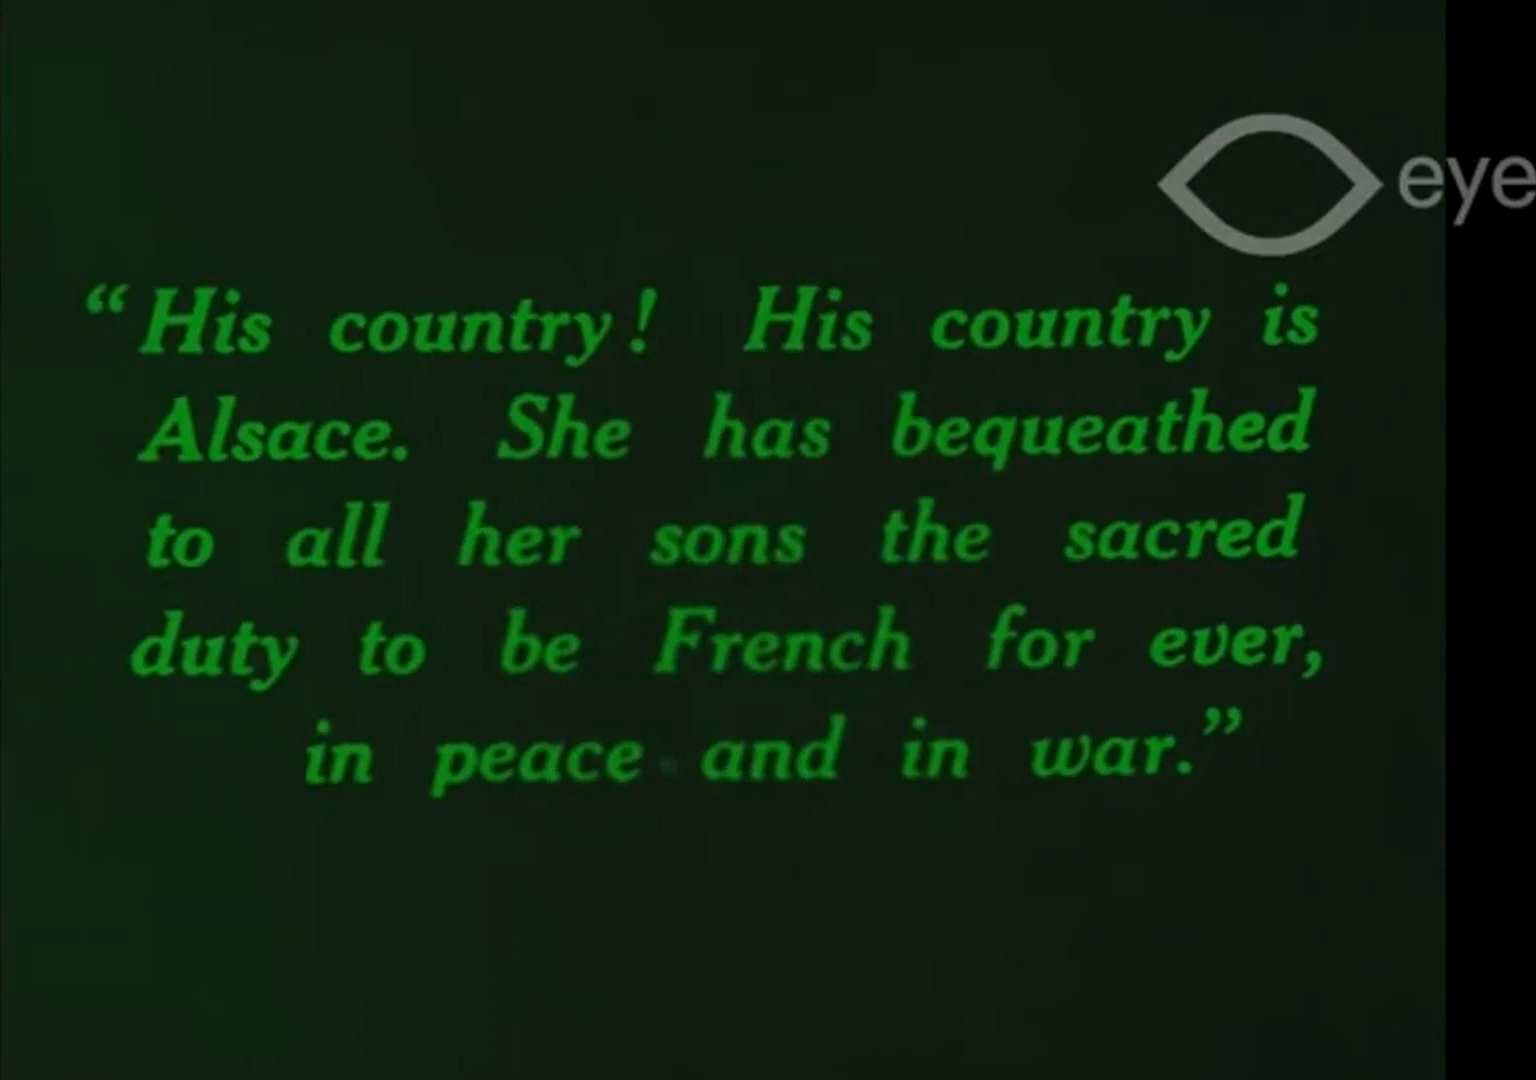 eye
“His country! His country is
Alsace. She has bequeathed
to all her sons the sacred
duty to be French for ever,
in peace and in war.”